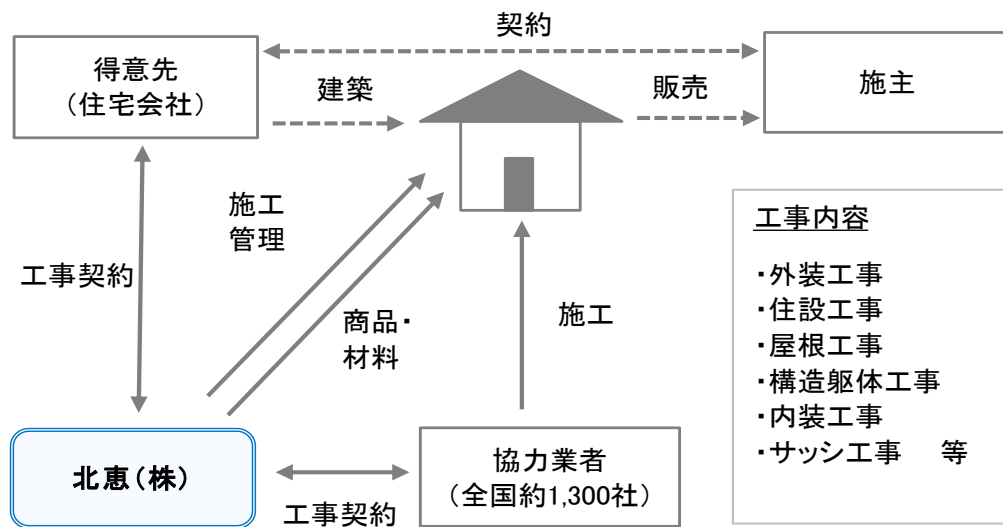 契約
得意先
（住宅会社）
建築
販売
施主
施工
管理
工事契約
商品・
材料
施工
工事内容
・外装工事
・住設工事
・屋根工事
・構造躯体工事
・内装工事
・サッシ工事　等
北恵（株）
工事契約
協力業者
（全国約1,300社）